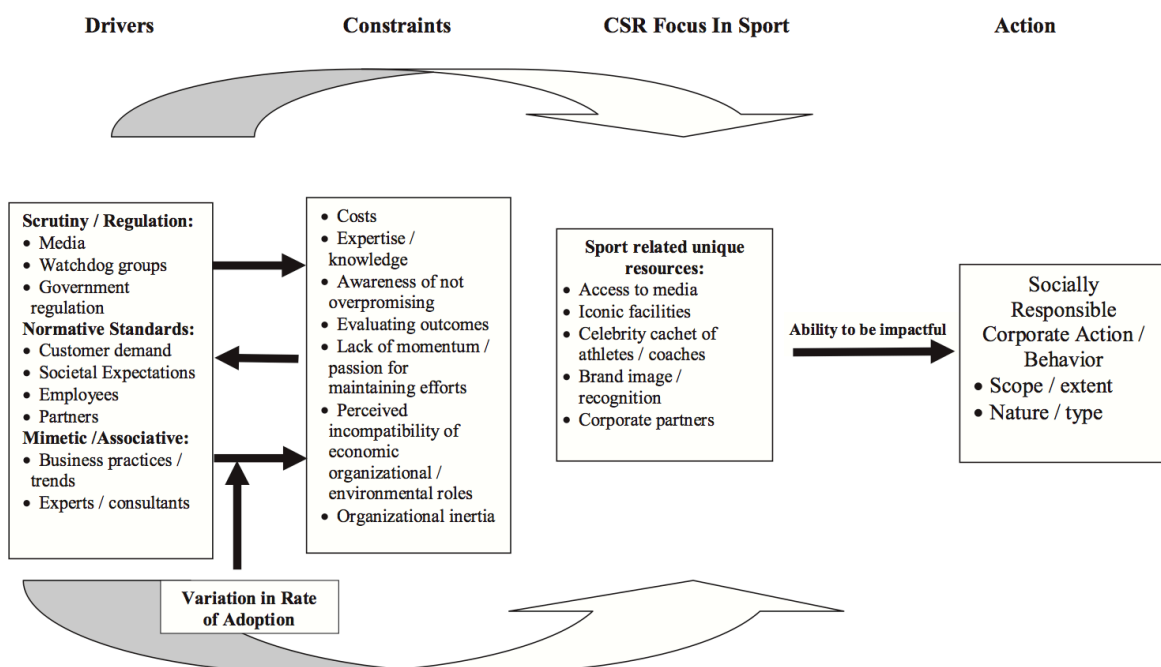 Drivers
Constraints
CSR Focus In Sport
Action
Scrutiny / Regulation:
• Media
• Watchdog groups
• Government
regulation
Normative Standards:
• Customer demand
• Societal Expectations
• Employees
• Partners
Mimetic /Associative:
• Business practices /
trends
• Experts / consultants
• Costs
• Expertise /
knowledge
• Awareness of not
overpromising
• Evaluating outcomes
• Lack of momentum /
passion for
maintaining efforts
• Perceived
incompatibility of
economic
organizational /
environmental roles
• Organizational inertia
Sport related unique
resources:
• Access to media
• Iconic facilities
• Celebrity cachet of
athletes / coaches
• Brand image /
recognition
• Corporate partners
Ability to be impactful
Socially
Responsible
Corporate Action /
Behavior
• Scope / extent
• Nature / type
Variation in Rate
of Adoption